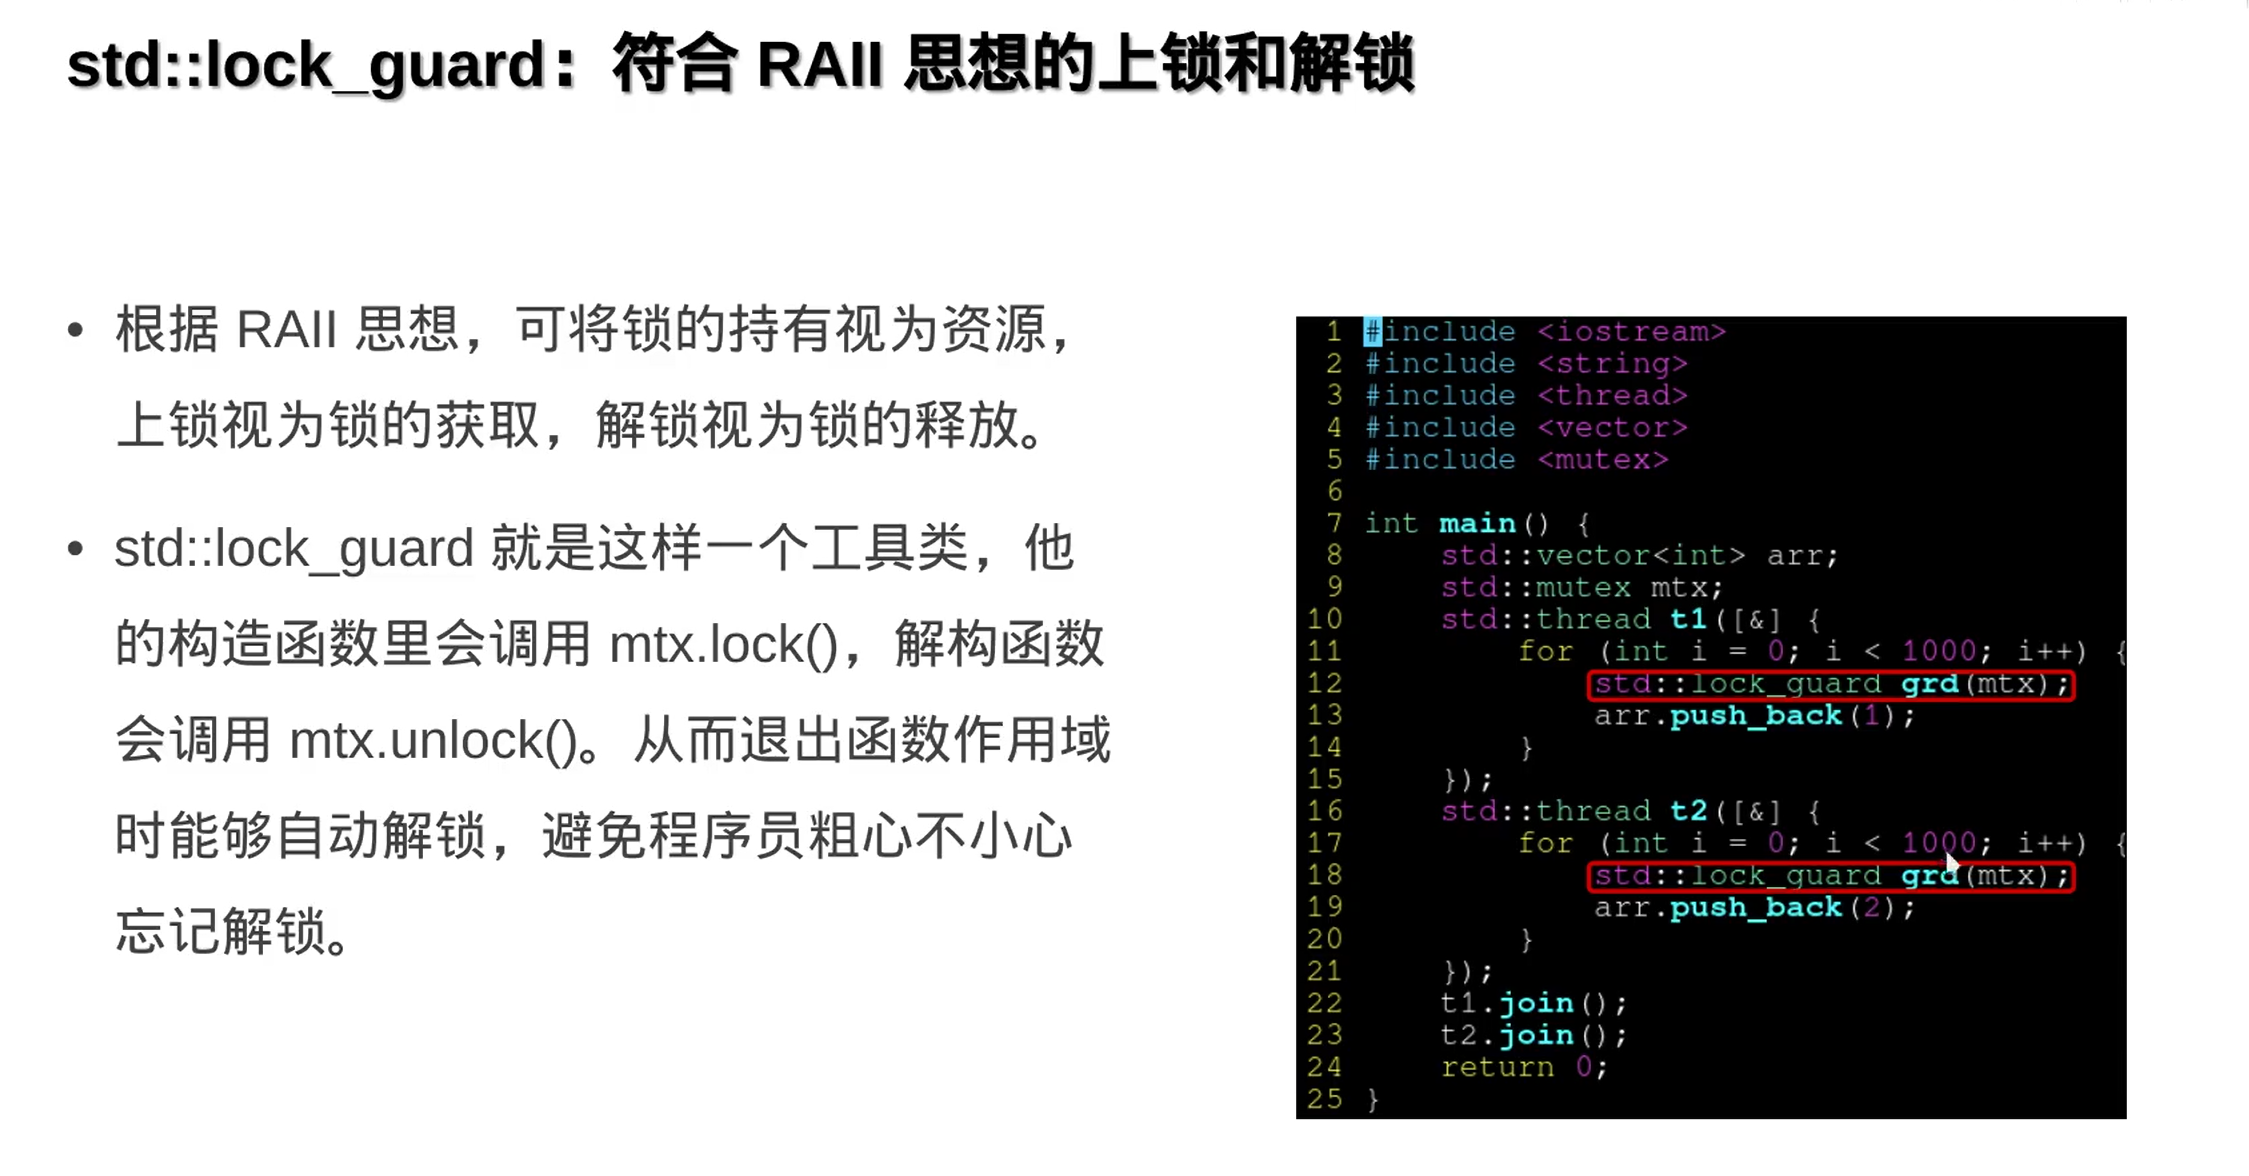 std::lock_guard：符合 RAII 思想的上锁和解锁
• 根据 RAII 思想，可将锁的持有视为资源，
上锁视为锁的获取，解锁视为锁的释放。
• std::lock_guard 就是这样一个工具类，他
的构造函数里会调用 mtx.lock()，解构函数
会调用 mtx.unlock()。从而退出函数作用域
时能够自动解锁，避免程序员粗心不小心
忘记解锁。
1 #include <iostream>
2 #include <string>
3 #include <thread>
4 #include <vector>
5 #include <mutex>
6
7 int main() {
8     std::vector<int> arr;
9     std::mutex mtx;
10     std::thread t1([&] {
11         for (int i = 0; i < 1000; i++) {
12             std::lock_guard grd(mtx);
13             arr.push_back(1);
14         }
15     });
16     std::thread t2([&] {
17         for (int i = 0; i < 1000; i++) {
18             std::lock_guard grd(mtx);
19             arr.push_back(2);
20         }
21     });
22     t1.join();
23     t2.join();
24     return 0;
25 }